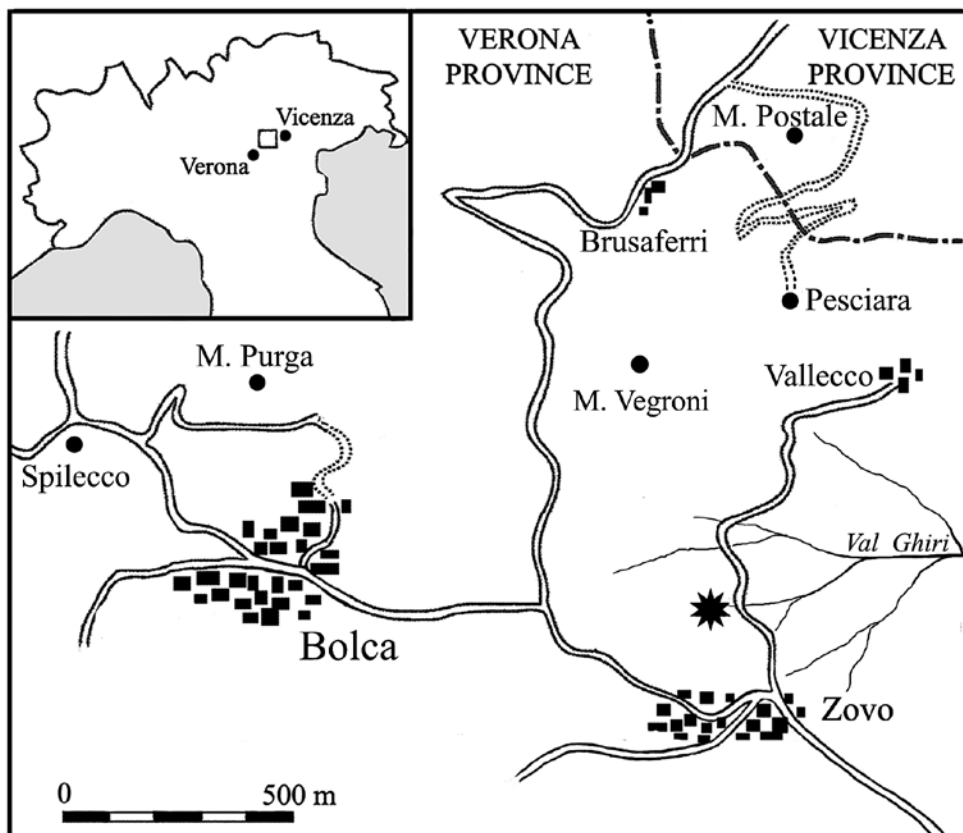 VERONA
PROVINCE
VICENZA
PROVINCE
Vicenza
Verona
M. Postale
Brusaferri
Pesciara
M. Purga
M. Vegroni
Vallecco
Spilecco
Val Ghiri
Bolca
Zovo
0 500 m